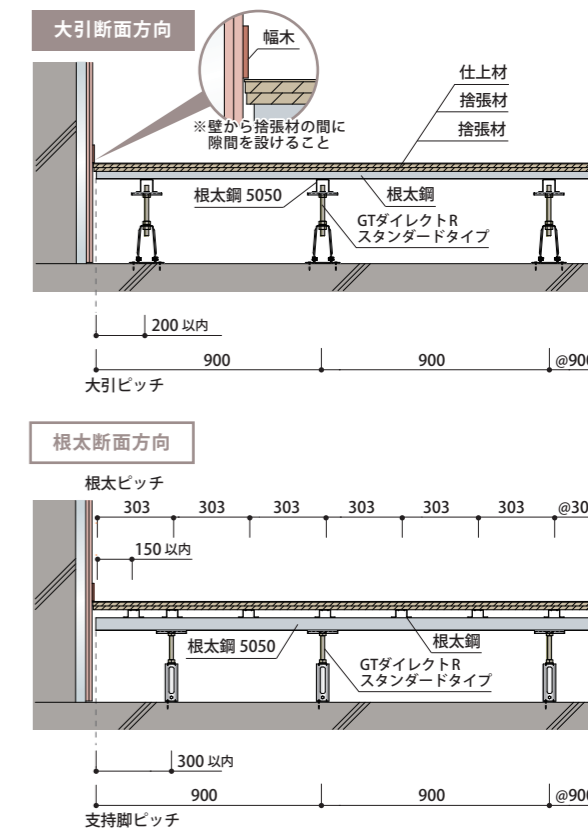 大引断面方向
幅木
※壁から捨張材の間に
隙間を設けること
仕上材
捨張材
捨張材
根太鋼 5050
根太鋼
GTダイレクトR
スタンダードタイプ
200 以内
900
900
@900
大引ピッチ
根太断面方向
根太ピッチ
303
303
303
303
303
303
@30
150 以内
根太鋼 5050
根太鋼
GTダイレクトR
スタンダードタイプ
300 以内
900
900
@900
支持脚ピッチ